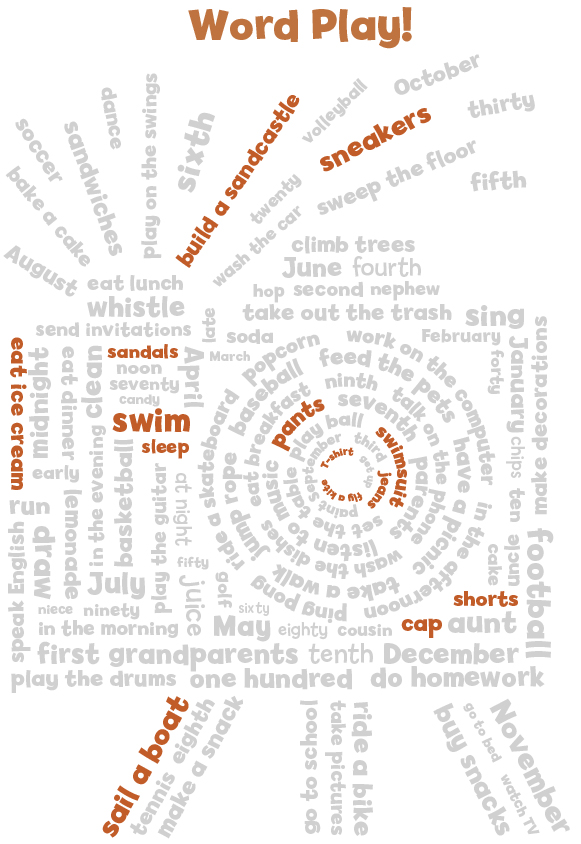 Word Play!
October
volleyball
thirty
dance
play on the swings
sixth
build a sandcastle
sneakers
soccer
sandwiches
sweep the floor
fifth
twenty
bake a cake
wash the car
August
climb trees
June
fourth
eat lunch
hop
second
nephew
whistle
take out the trash
sing
send invitations
late
soda
February
popcorn
work on the computer
eat ice cream
midnight
eat dinner
clean
sandals
noon
seventy
candy
April
March
baseball
feed the pets
ninth
seventh
talk on the phone
have a picnic
forty
January
make decorations
swim
sleep
ride a skateboard
jump rope
eat breakfast
pants
play ball
third
swimsuit
parents
chips
early
in the evening
basketball
play the guitar
at night
music
listen to
set the table
September
T-shirt
get up
jeans
fly a kite
paint
ten
run
draw
lemonade
speak English
wash the dishes
take a walk
ping pong
in the afternoon
cake
uncle
football
July
fifty
juice
golf
niece
ninety
sixty
shorts
in the morning
May
eighty
cousin
cap
aunt
first
grandparents
tenth
December
play the drums
one hundred
do homework
sail a boat
tennis
eighth
make a snack
go to school
take pictures
ride a bike
buy snacks
go to bed
November
watch TV